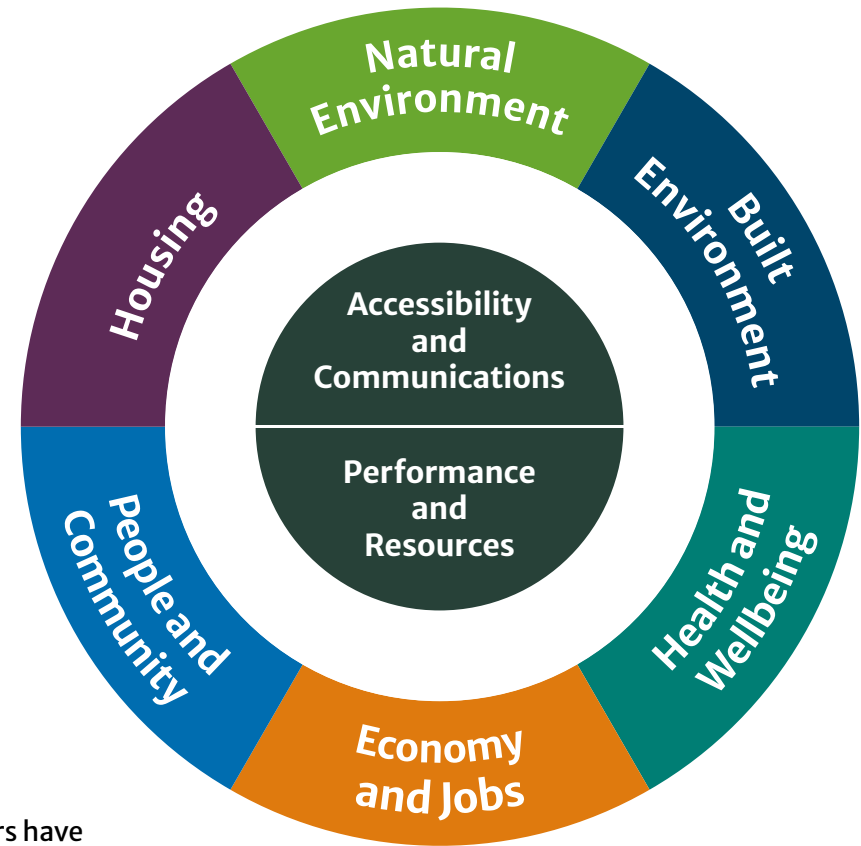 Natural
Environment
Built
Environment
Housing
Accessibility
and
Communications
Performance
and
Resources
Health and
Wellbeing
People and
Community
Economy
and Jobs
rs have